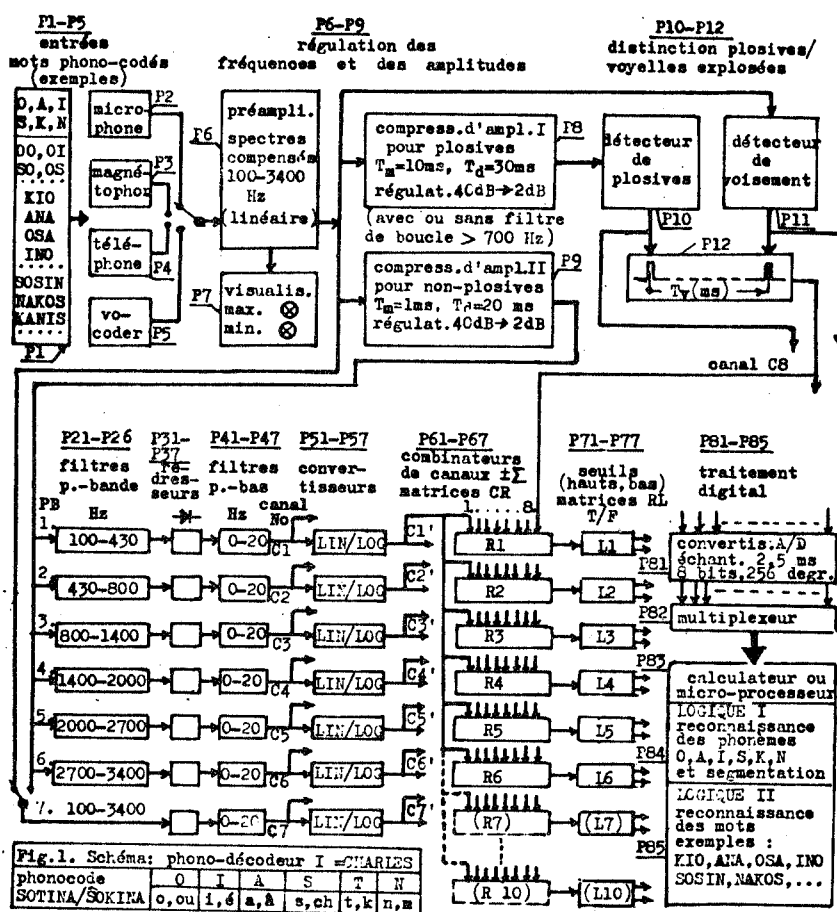 P1-P5
entrées
mots phono-codés
(exemples)
O,A,I
S,K,N
DO,OI
SO,OS
KIO
ANA
OSA
INO
SOSIN
NAKOS
KANIS
P1
micro-
phone
P2
magné-
tophon
P3
télé-
phone
P4
vo-
coder
P5
P6-P9
régulation des
fréquences et des amplitudes
P6
préampli.
spectres
compensés
100-3400
Hz
(linéaire)
P7
visualis.
max.
min.
compress.d'ampl.I
pour plosives
Tm=10ms, Td=30ms
régulat.40dB→2dB
P8
(avec ou sans filtre
de boucle > 700 Hz)
compress.d'ampl.II
pour non-plosives
Tm=1ms, Td=20 ms
régulat.40dB→2dB
P9
P10-P12
distinction plosives/
voyelles explosées
détecteur
de
plosives
P10
détecteur
de
voisement
P11
P12
Tv(ms)
canal C8
P21-P26
filtres
p.-bande
Hz
P31-
P37
re-
dres-
seurs
P41-P47
filtres
p.-bas
Hz
canal
No
P51-P57
conver-
tisseurs
P61-P67
combinateurs
de canaux ±Σ
matrices CR
1.....8
P71-P77
seuils
(hauts,bas)
matrices RL
T/F
P81-P85
traitement
digital
PB
1. 100-430 0-20 C1 LIN/LOG C1' R1 L1
2 430-800 0-20 C2 LIN/LOG C2' R2 L2
3. 800-1400 0-20 C3 LIN/LOG C3' R3 L3
4. 1400-2000 0-20 C4 LIN/LOG C4' R4 L4
5. 2000-2700 0-20 C5 LIN/LOG C5' R5 L5
6. 2700-3400 0-20 C6 LIN/LOG C6' R6 L6
7. 100-3400 0-20 C7 LIN/LOG C7' (R7) (L7)
(R 10) (L10)
P81
convertis.A/D
échant. 2,5 ms
8 bits,256 degr.
P82
multiplexeur
P83
calculateur ou
micro-processeur
P84
LOGIQUE I
reconnaissance
des phonèmes
O,A,I,S,K,N
et segmentation
P85
LOGIQUE II
reconnaissance
des mots
exemples :
KIO,ANA,OSA,INO
SOSIN,NAKOS,...
Fig.1. Schéma: phono-décodeur I =CHARLES
phonocode O I A S T N
SOTINA/SOKINA o,ou i,é a,â s,ch t,k n,m